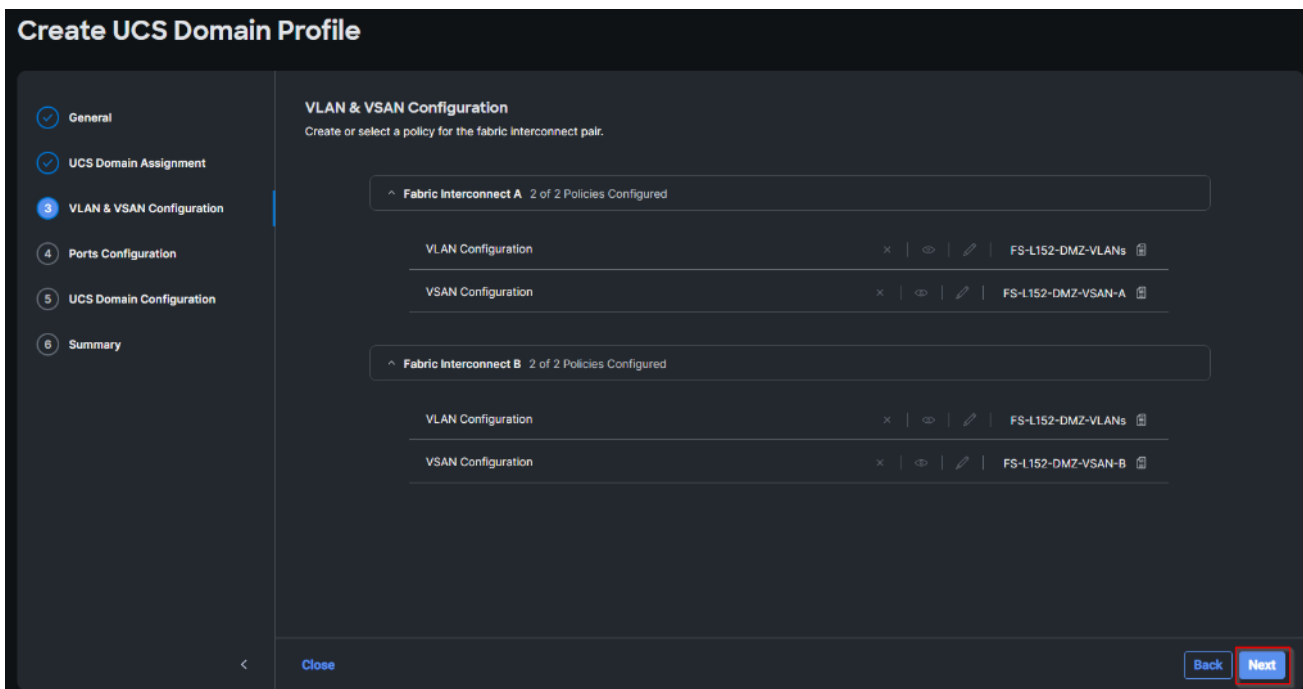 Create UCS Domain Profile
General
UCS Domain Assignment
3 VLAN & VSAN Configuration
4 Ports Configuration
5 UCS Domain Configuration
6 Summary
VLAN & VSAN Configuration
Create or select a policy for the fabric interconnect pair.
Fabric Interconnect A 2 of 2 Policies Configured
VLAN Configuration FS-L152-DMZ-VLANs
VSAN Configuration FS-L152-DMZ-VSAN-A
Fabric Interconnect B 2 of 2 Policies Configured
VLAN Configuration FS-L152-DMZ-VLANs
VSAN Configuration FS-L152-DMZ-VSAN-B
Close Back Next